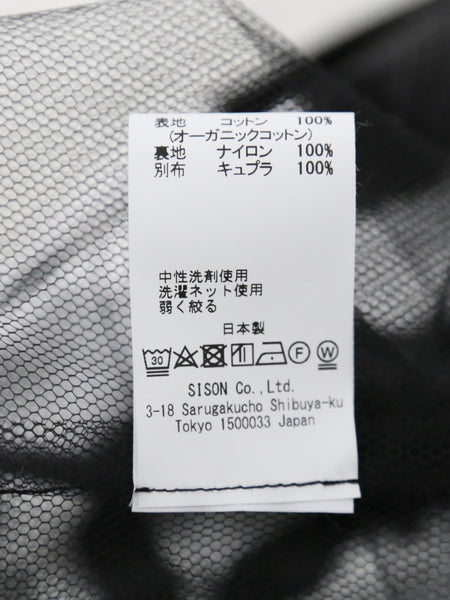 表地 コットン 100%
(オーガニックコットン)
裏地 ナイロン 100%
別布 キュプラ 100%
中性洗剤使用
洗濯ネット使用
弱く絞る
日本製
30 F W
SISON Co.,Ltd.
3-18 Sarugakucho Shibuya-ku
Tokyo 1500033 Japan